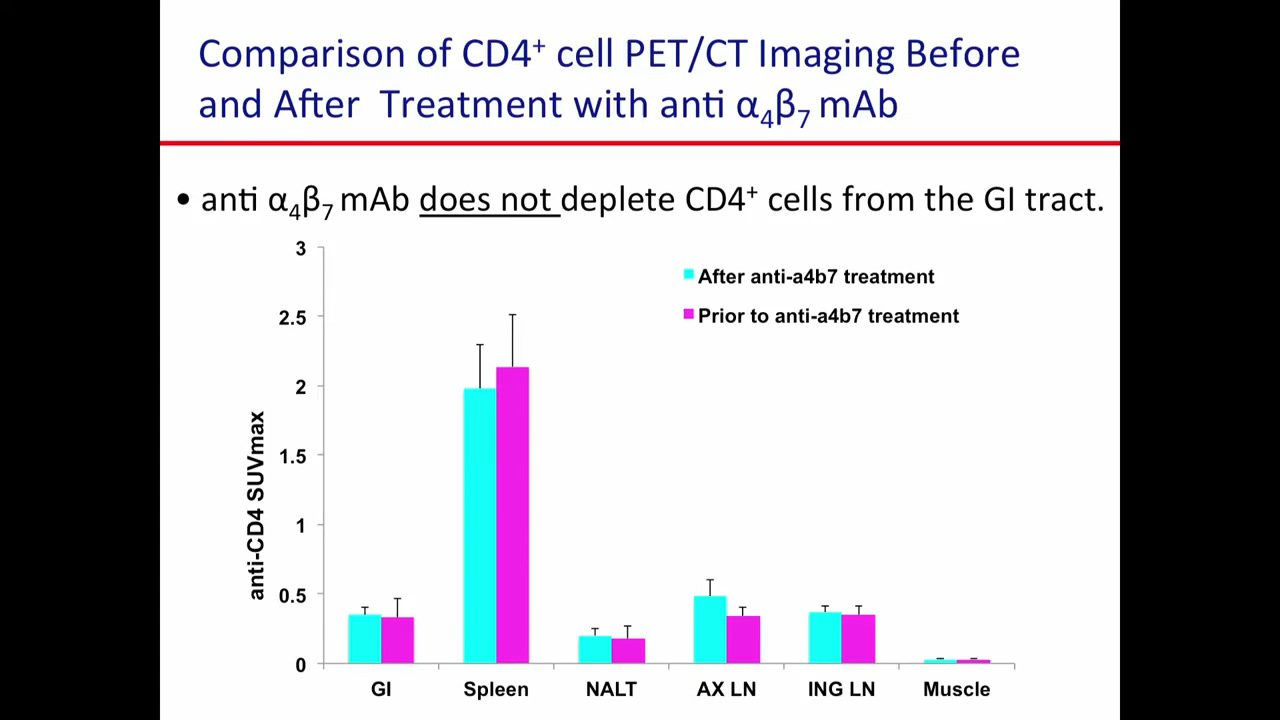 Comparison of CD4⁺ cell PET/CT Imaging Before
and After Treatment with anti α₄β₇ mAb
• anti α₄β₇ mAb does not deplete CD4⁺ cells from the GI tract.
After anti-a4b7 treatment
Prior to anti-a4b7 treatment
anti-CD4 SUVmax
3
2.5
2
1.5
1
0.5
0
GI Spleen NALT AX LN ING LN Muscle